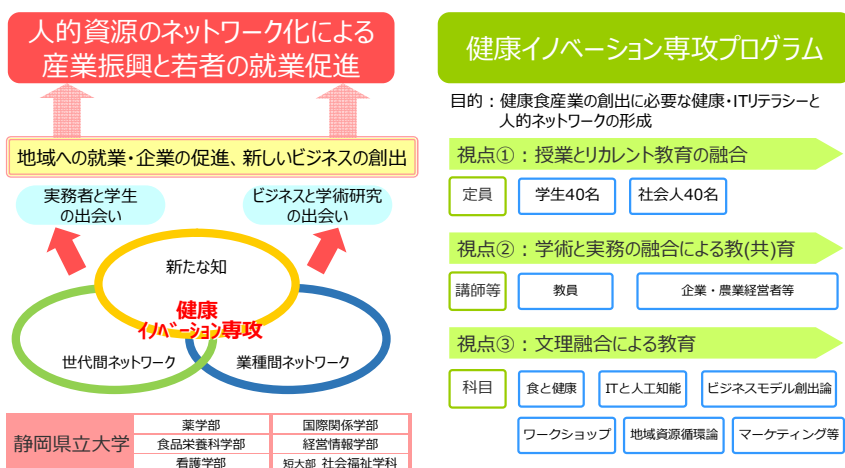 人的資源のネットワーク化による
産業振興と若者の就業促進
地域への就業・企業の促進、新しいビジネスの創出
実務者と学生
の出会い
ビジネスと学術研究
の出会い
新たな知
健康
イノベーション専攻
世代間ネットワーク
業種間ネットワーク
静岡県立大学
薬学部
国際関係学部
食品栄養科学部
経営情報学部
看護学部
短大部 社会福祉学科
健康イノベーション専攻プログラム
目的：健康食産業の創出に必要な健康・ITリテラシーと
人的ネットワークの形成
視点①：授業とリカレント教育の融合
定員
学生40名
社会人40名
視点②：学術と実務の融合による教(共)育
講師等
教員
企業・農業経営者等
視点③：文理融合による教育
科目
食と健康
ITと人工知能
ビジネスモデル創出論
ワークショップ
地域資源循環論
マーケティング等